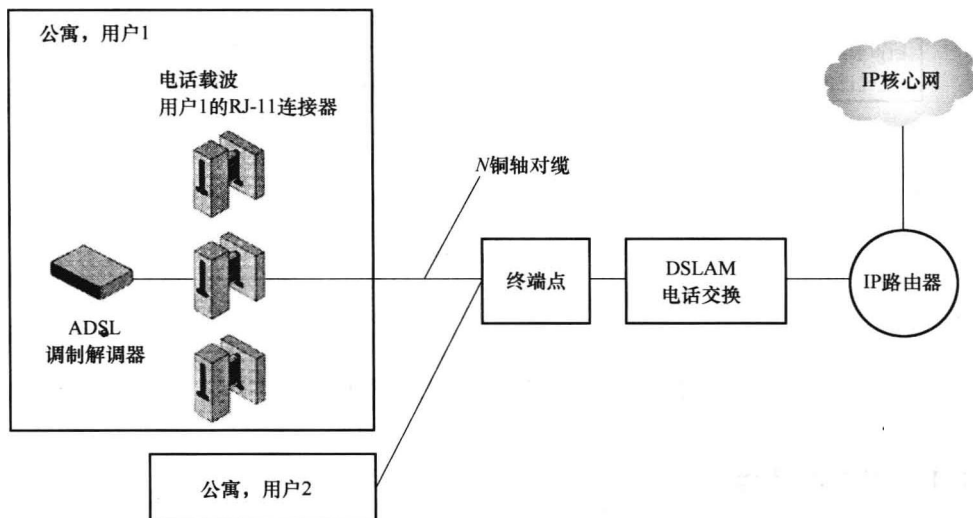 公寓，用户1
电话载波
用户1的RJ-11连接器
IP核心网
N铜轴对缆
终端点
DSLAM
电话交换
IP路由器
ADSL
调制解调器
公寓，用户2